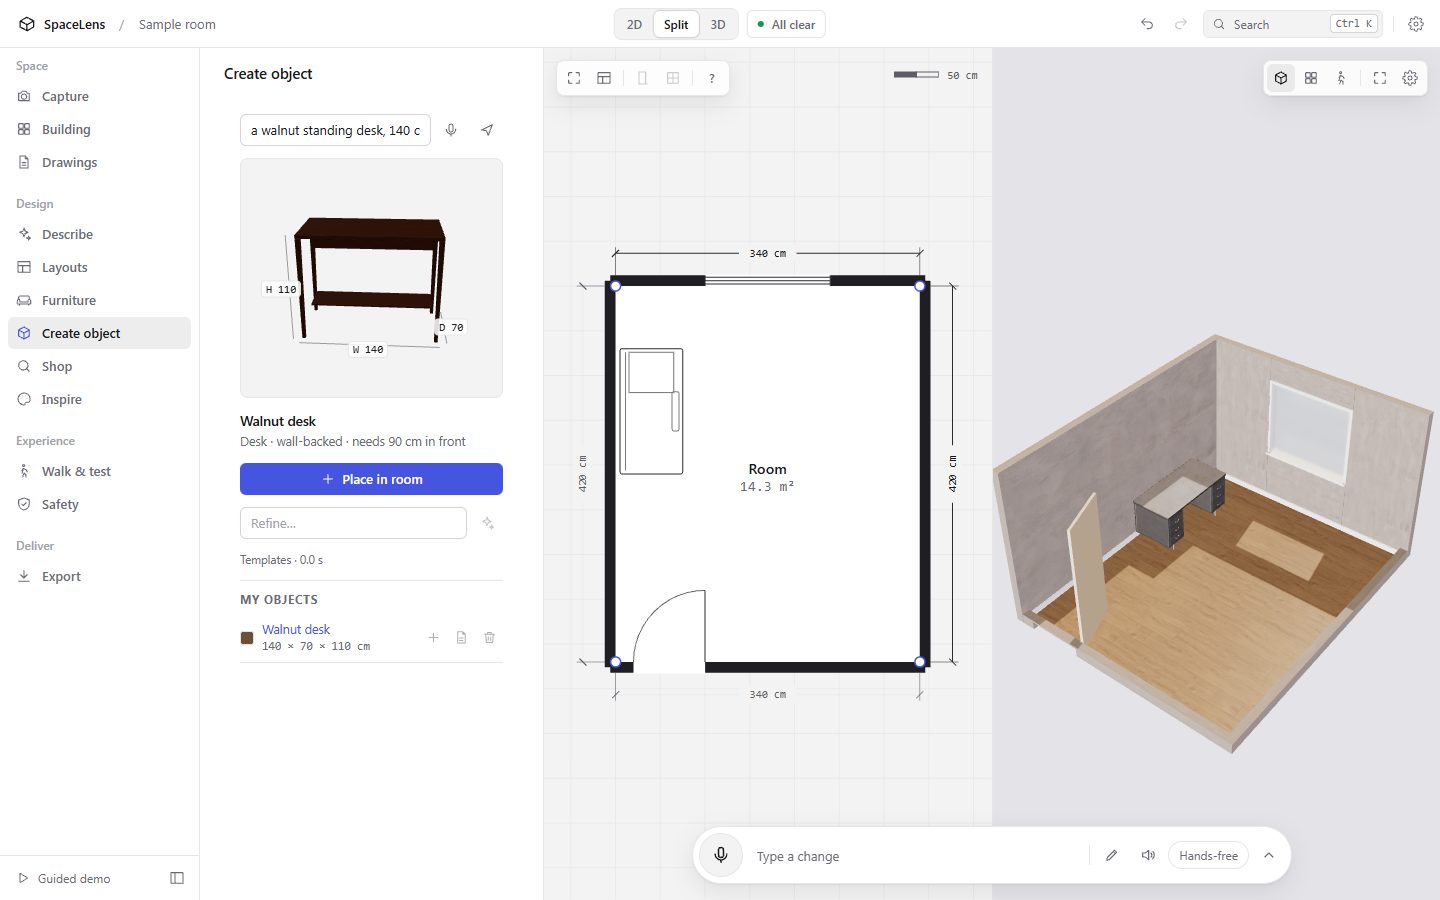 SpaceLens / Sample room
2D Split 3D All clear
Search Ctrl K
Space
Capture
Building
Drawings
Design
Describe
Layouts
Furniture
Create object
Shop
Inspire
Experience
Walk & test
Safety
Deliver
Export
Guided demo
Create object
a walnut standing desk, 140 c
H 110
D 70
W 140
Walnut desk
Desk · wall-backed · needs 90 cm in front
Place in room
Refine...
Templates · 0.0 s
MY OBJECTS
Walnut desk
140 × 70 × 110 cm
?
50 cm
340 cm
420 cm
Room
14.3 m²
420 cm
340 cm
Type a change
Hands-free